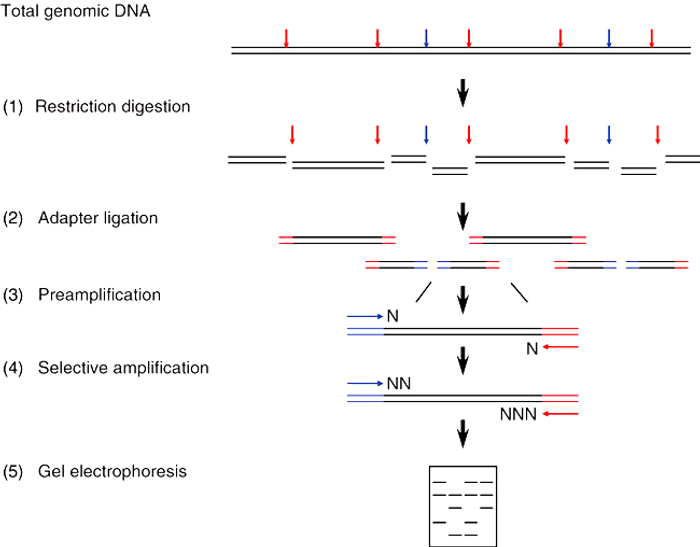 Total genomic DNA
(1) Restriction digestion
(2) Adapter ligation
(3) Preamplification
N
N
(4) Selective amplification
NN
NNN
(5) Gel electrophoresis